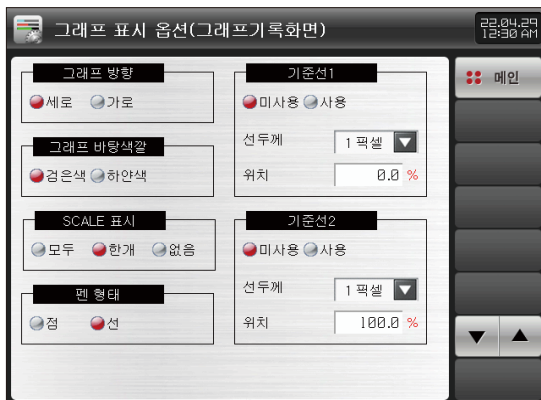 그래프 표시 옵션(그래프기록화면)
22.04.29
12:30 AM
그래프 방향
세로 가로
그래프 바탕색깔
검은색 하얀색
SCALE 표시
모두 한개 없음
펜 형태
점 선
기준선1
미사용 사용
선두께 1 픽셀
위치 0.0 %
기준선2
미사용 사용
선두께 1 픽셀
위치 100.0 %
메인